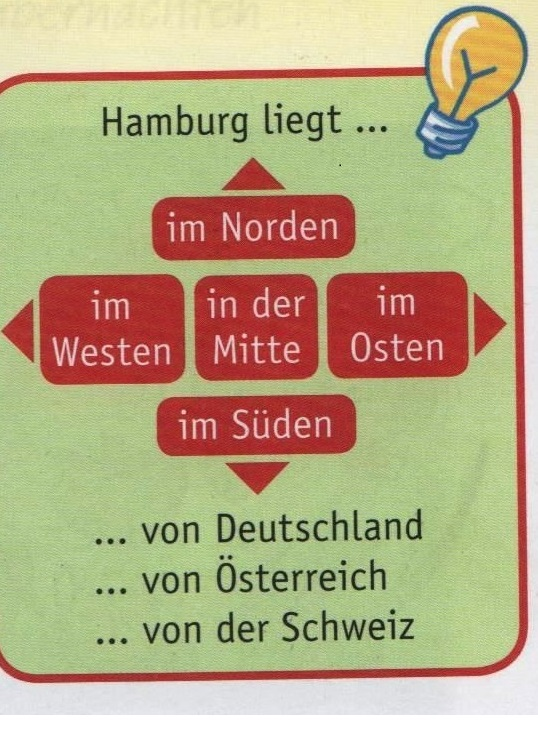 Hamburg liegt ...
im Norden
im Westen
in der Mitte
im Osten
im Süden
... von Deutschland
... von Österreich
... von der Schweiz